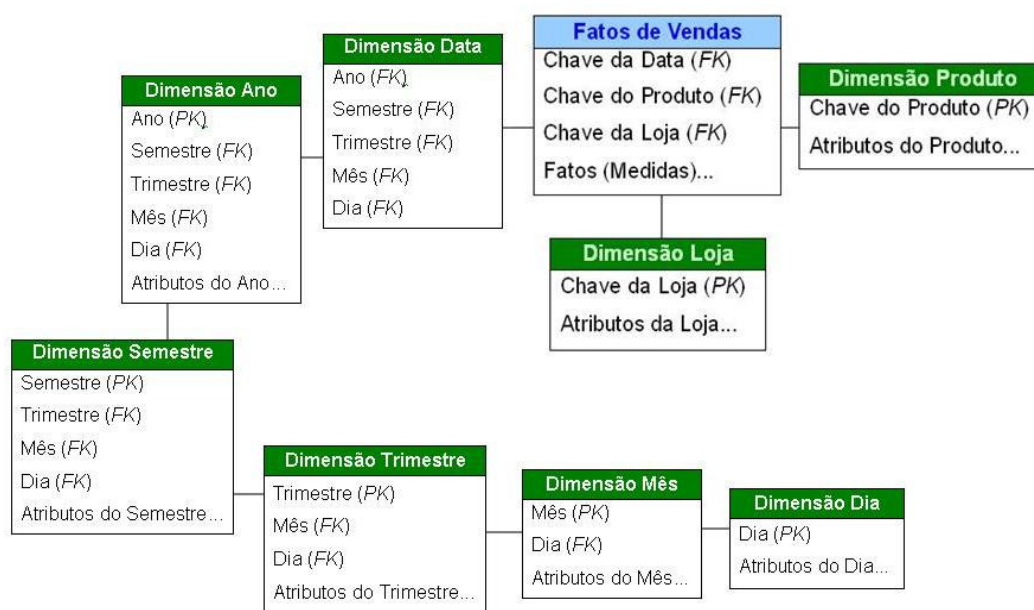 Fatos de Vendas
Chave da Data (FK)
Chave do Produto (FK)
Chave da Loja (FK)
Fatos (Medidas)...
Dimensão Data
Ano (FK)
Semestre (FK)
Trimestre (FK)
Mês (FK)
Dia (FK)
Dimensão Produto
Chave do Produto (PK)
Atributos do Produto...
Dimensão Ano
Ano (PK)
Semestre (FK)
Trimestre (FK)
Mês (FK)
Dia (FK)
Atributos do Ano...
Dimensão Loja
Chave da Loja (PK)
Atributos da Loja...
Dimensão Semestre
Semestre (PK)
Trimestre (FK)
Mês (FK)
Dia (FK)
Atributos do Semestre...
Dimensão Trimestre
Trimestre (PK)
Mês (FK)
Dia (FK)
Atributos do Trimestre...
Dimensão Mês
Mês (PK)
Dia (FK)
Atributos do Mês...
Dimensão Dia
Dia (PK)
Atributos do Dia...